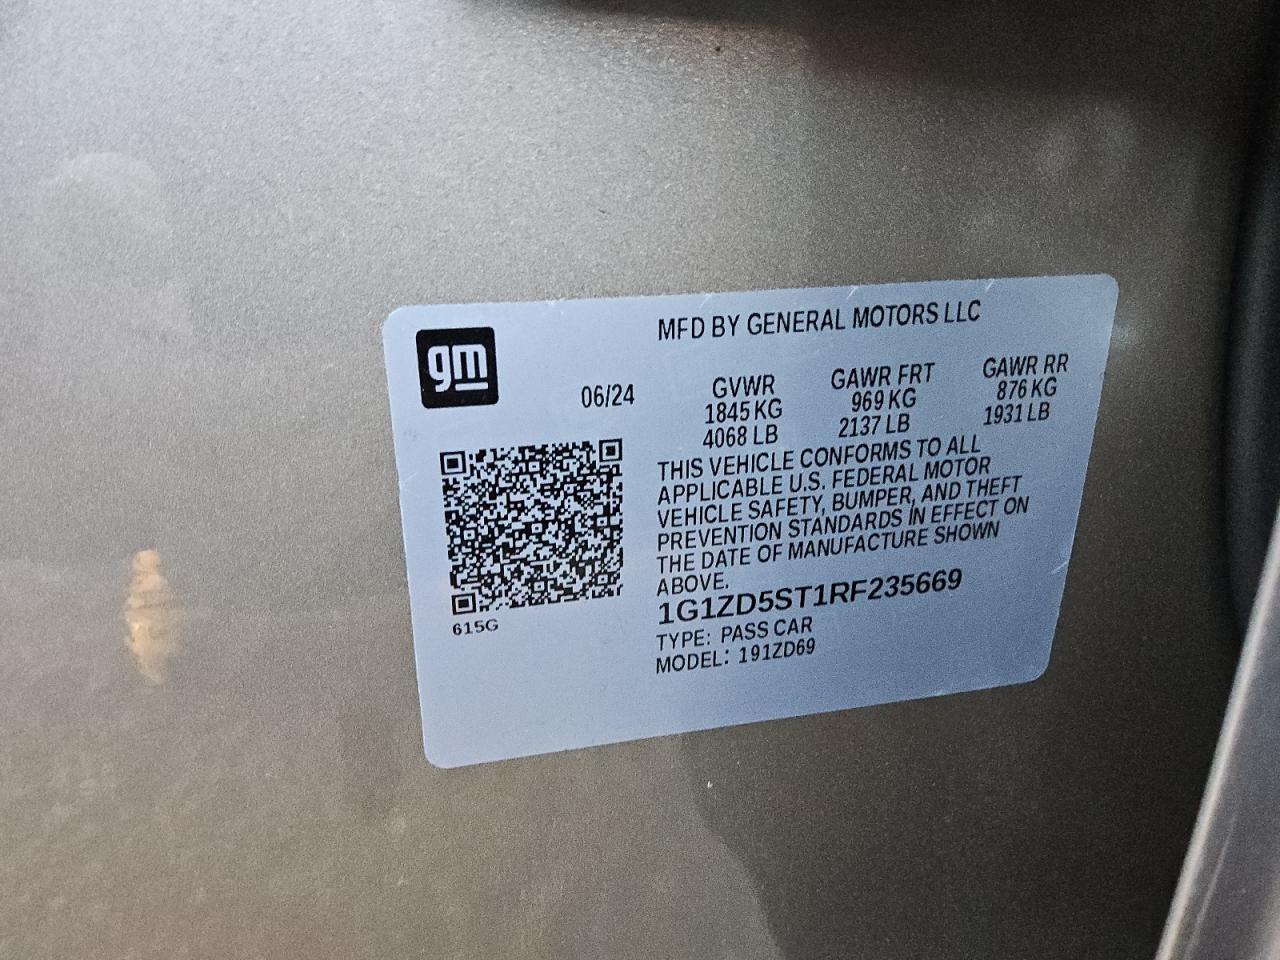 gm
MFD BY GENERAL MOTORS LLC
06/24
GVWR GAWR FRT GAWR RR
1845 KG 969 KG 876 KG
4068 LB 2137 LB 1931 LB
THIS VEHICLE CONFORMS TO ALL
APPLICABLE U.S. FEDERAL MOTOR
VEHICLE SAFETY, BUMPER, AND THEFT
PREVENTION STANDARDS IN EFFECT ON
THE DATE OF MANUFACTURE SHOWN
ABOVE.
1G1ZD5ST1RF235669
TYPE: PASS CAR
MODEL: 191ZD69
615G